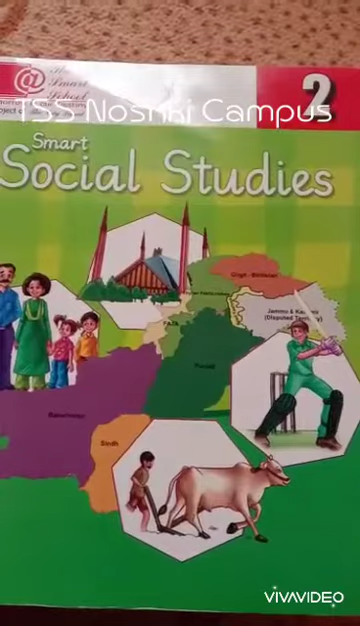 The
Smart
School
TSS Noshki Campus
2
Smart
Social Studies
Gilgit - Baltistan
Jammu & Kashmir
(Disputed Territory)
FATA
Punjab
Balochistan
Sindh
VIVAVIDEO